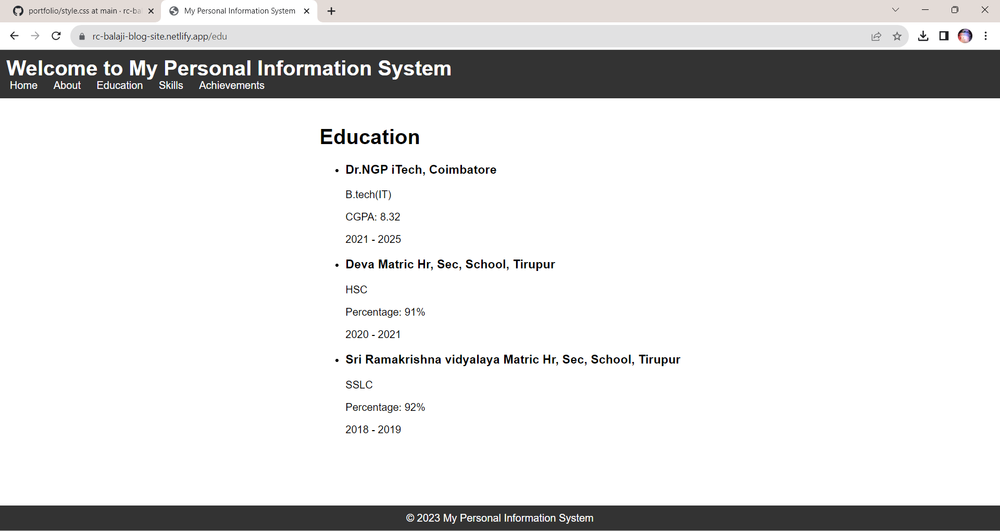 portfolio/style.css at main · rc-ba
My Personal Information System
rc-balaji-blog-site.netlify.app/edu
Welcome to My Personal Information System
Home About Education Skills Achievements
Education
• Dr.NGP iTech, Coimbatore
B.tech(IT)
CGPA: 8.32
2021 - 2025
• Deva Matric Hr, Sec, School, Tirupur
HSC
Percentage: 91%
2020 - 2021
• Sri Ramakrishna vidyalaya Matric Hr, Sec, School, Tirupur
SSLC
Percentage: 92%
2018 - 2019
© 2023 My Personal Information System